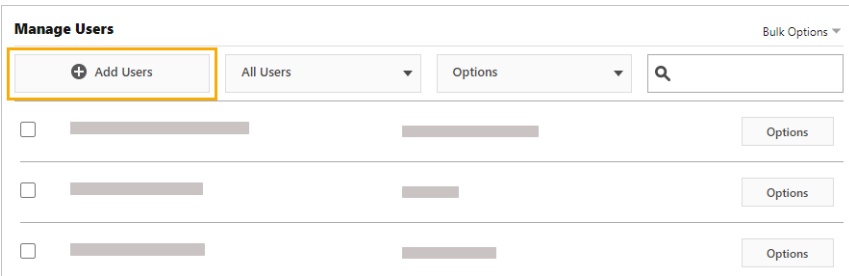 Manage Users
Bulk Options
Add Users
All Users
Options
Options
Options
Options